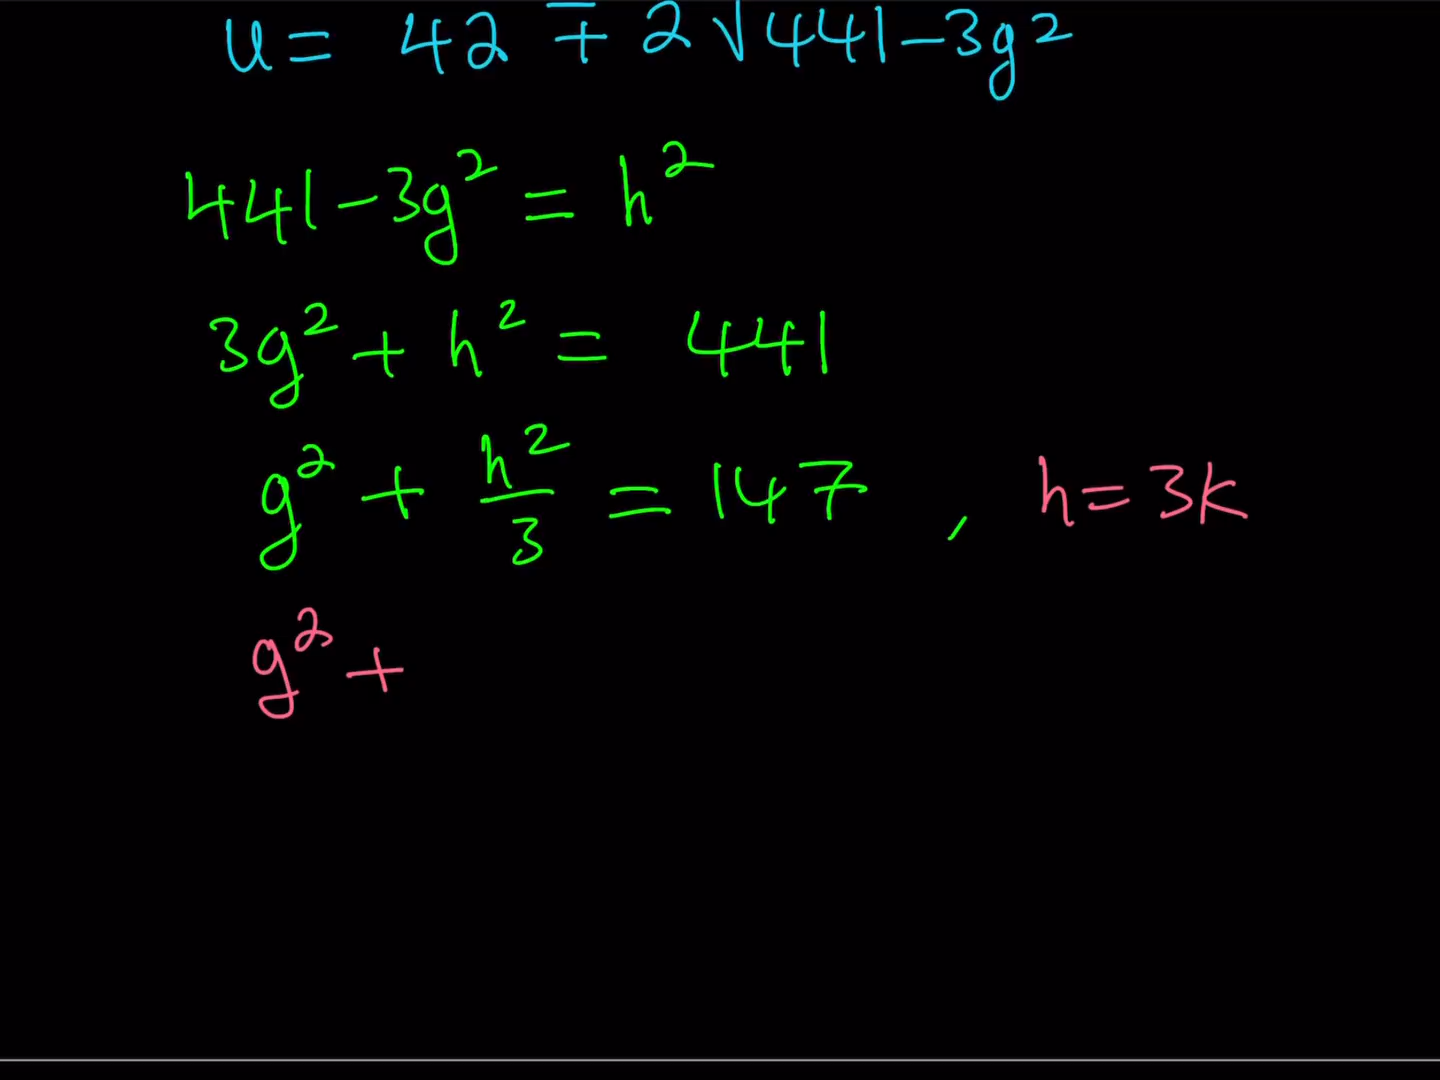 u = 42 ∓ 2√441-3g²
441-3g² = h²
3g² + h² = 441
g² + h²/3 = 147 , h=3k
g² +